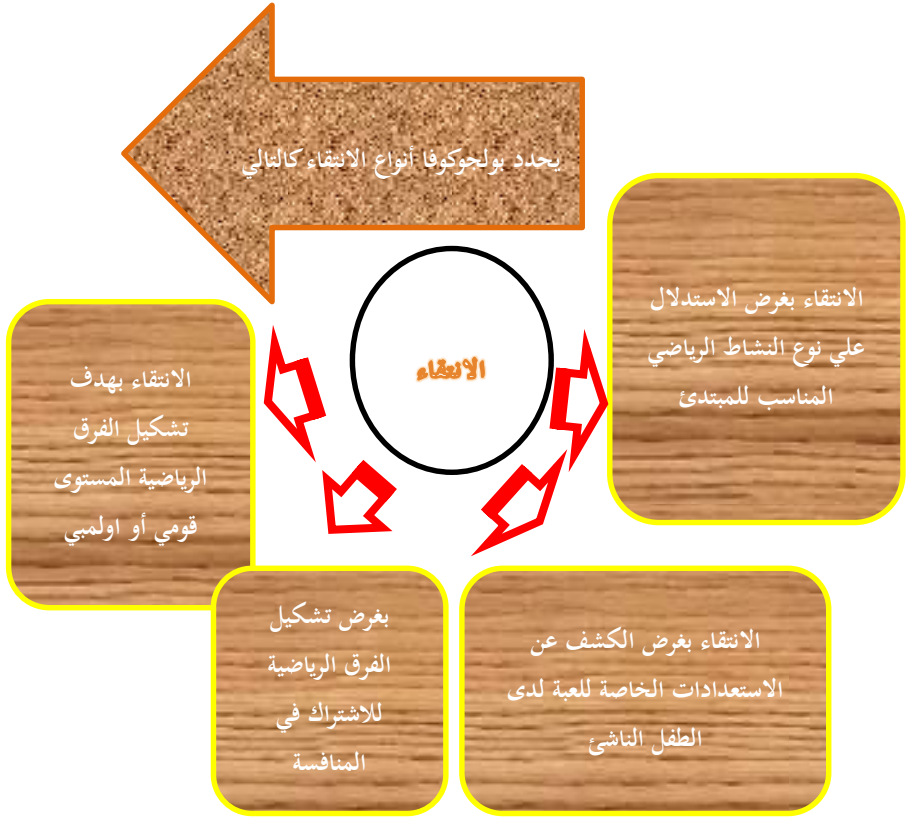 يحدد بولجوكوفا أنواع الانتقاء كالتالي
الانتقاء
الانتقاء بغرض الاستدلال
علي نوع النشاط الرياضي
المناسب للمبتدئ
الانتقاء بغرض الكشف عن
الاستعدادات الخاصة للعبة لدى
الطفل الناشئ
بغرض تشكيل
الفرق الرياضية
للاشتراك في
المنافسة
الانتقاء بهدف
تشكيل الفرق
الرياضية المستوى
قومي أو اولمبي